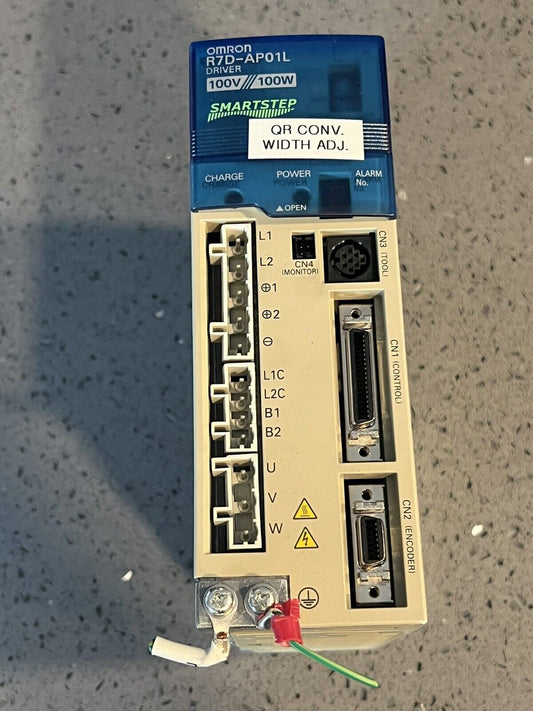 OMRON
R7D-AP01L
DRIVER
100V//100W
SMARTSTEP
QR CONV.
WIDTH ADJ.
CHARGE
POWER
ALARM
No.
▲OPEN
L1
L2
⊕1
⊕2
⊖
L1C
L2C
B1
B2
U
V
W
CN4
(MONITOR)
CN3 (TOOL)
CN1 (CONTROL)
CN2 (ENCODER)